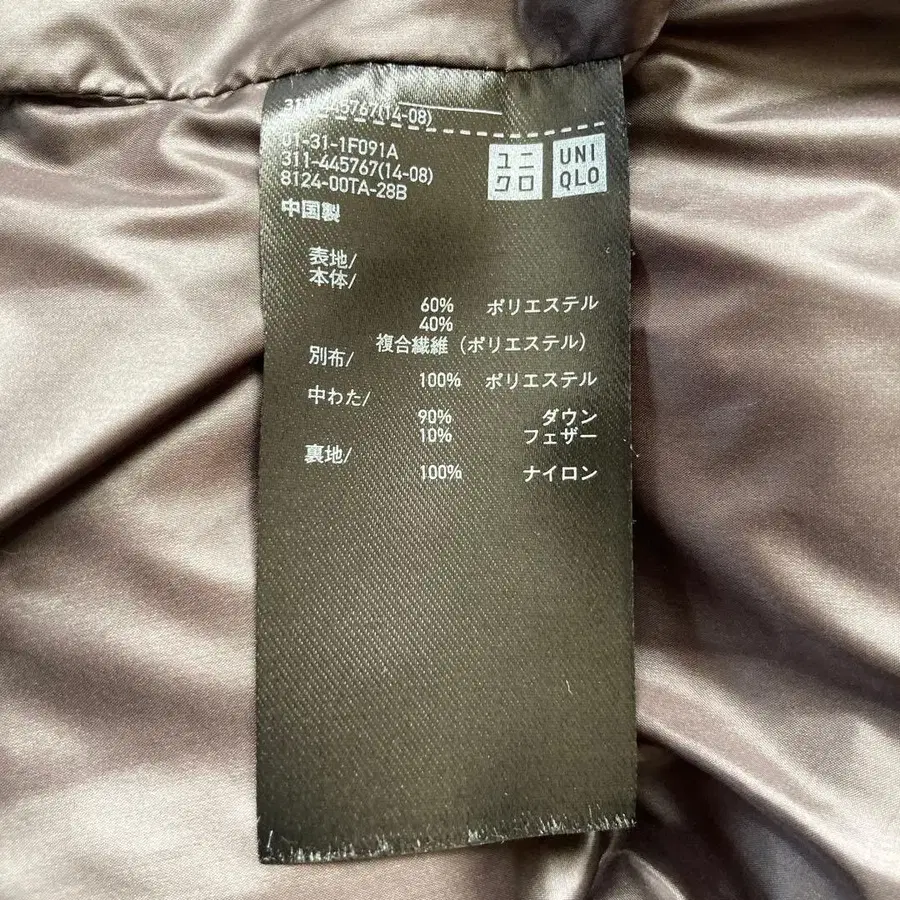 311-445767(14-08)
01-31-1F091A
311-445767(14-08)
8124-00TA-28B
中国製
ユニ
クロ
UNI
QLO
表地/
本体/
60% ポリエステル
40%
複合繊維 (ポリエステル)
別布/
100% ポリエステル
中わた/
90% ダウン
10% フェザー
裏地/
100% ナイロン